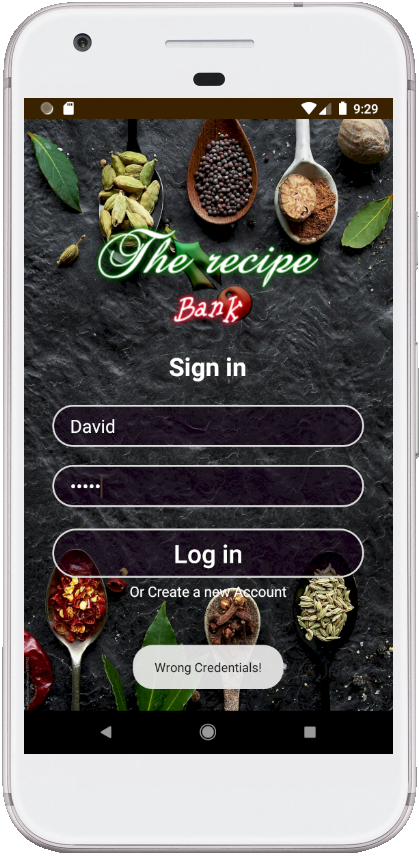 9:29
The recipe
Bank
Sign in
David
•••••
Log in
Or Create a new Account
Wrong Credentials!